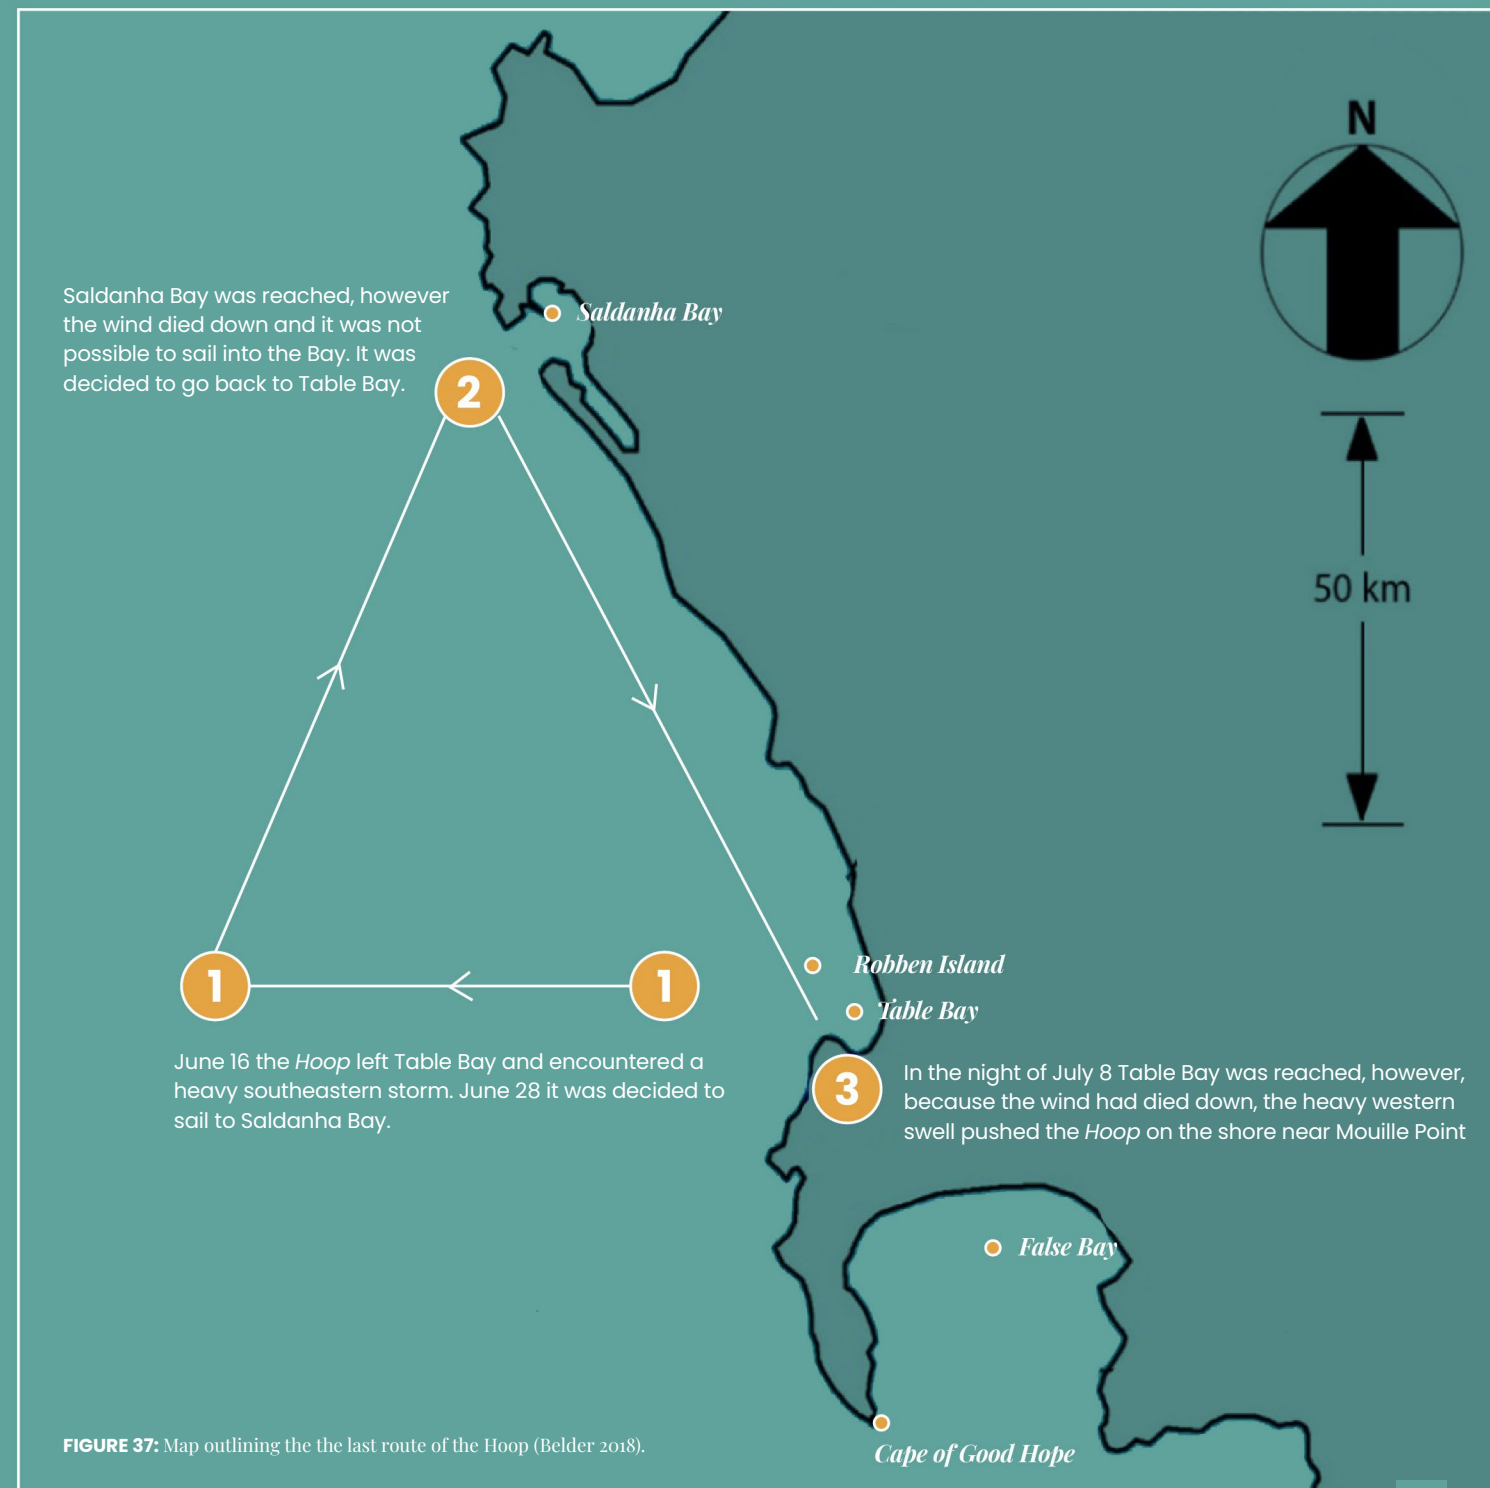 N
Saldanha Bay was reached, however
the wind died down and it was not
possible to sail into the Bay. It was
decided to go back to Table Bay.
Saldanha Bay
2
50 km
1
1
Robben Island
Table Bay
June 16 the Hoop left Table Bay and encountered a
heavy southeastern storm. June 28 it was decided to
sail to Saldanha Bay.
3
In the night of July 8 Table Bay was reached, however,
because the wind had died down, the heavy western
swell pushed the Hoop on the shore near Mouille Point
False Bay
Cape of Good Hope
FIGURE 37: Map outlining the the last route of the Hoop (Belder 2018).